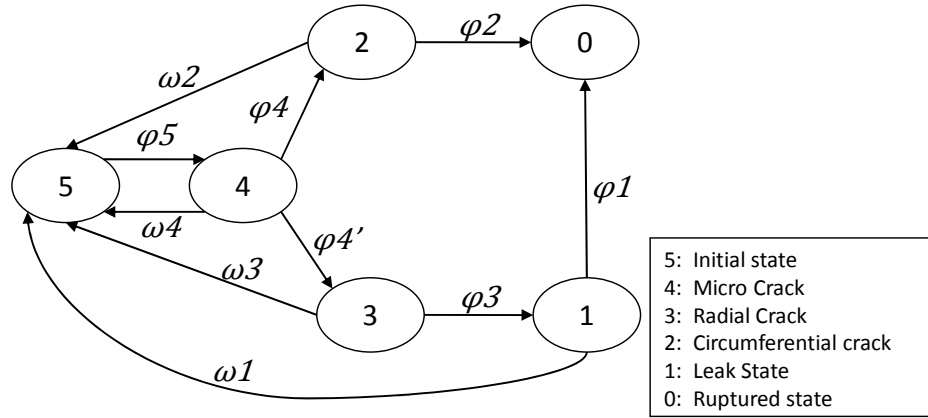 2
φ2
0
ω2
φ4
φ5
5
4
φ1
ω4
φ4’
ω3
3
φ3
1
ω1
5: Initial state
4: Micro Crack
3: Radial Crack
2: Circumferential crack
1: Leak State
0: Ruptured state